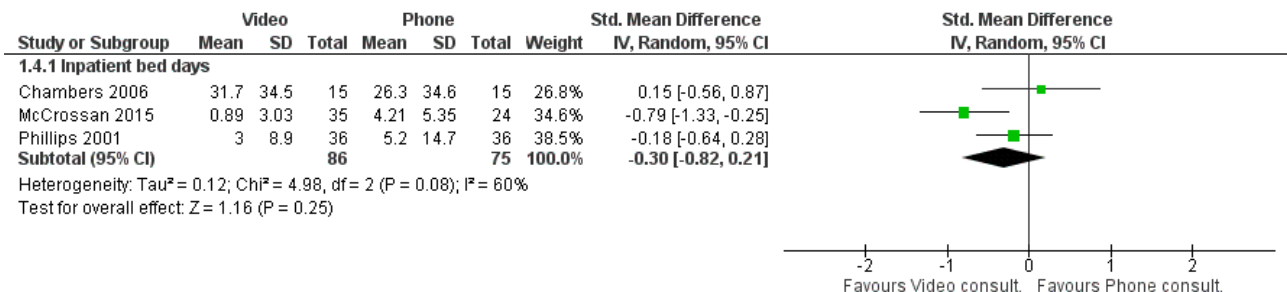 Video Phone Std. Mean Difference Std. Mean Difference
Study or Subgroup Mean SD Total Mean SD Total Weight IV, Random, 95% CI IV, Random, 95% CI
1.4.1 Inpatient bed days
Chambers 2006 31.7 34.5 15 26.3 34.6 15 26.8% 0.15 [-0.56, 0.87]
McCrossan 2015 0.89 3.03 35 4.21 5.35 24 34.6% -0.79 [-1.33, -0.25]
Phillips 2001 3 8.9 36 5.2 14.7 36 38.5% -0.18 [-0.64, 0.28]
Subtotal (95% CI) 86 75 100.0% -0.30 [-0.82, 0.21]
Heterogeneity: Tau² = 0.12; Chi² = 4.98, df = 2 (P = 0.08); I² = 60%
Test for overall effect: Z = 1.16 (P = 0.25)
-2 -1 0 1 2
Favours Video consult. Favours Phone consult.